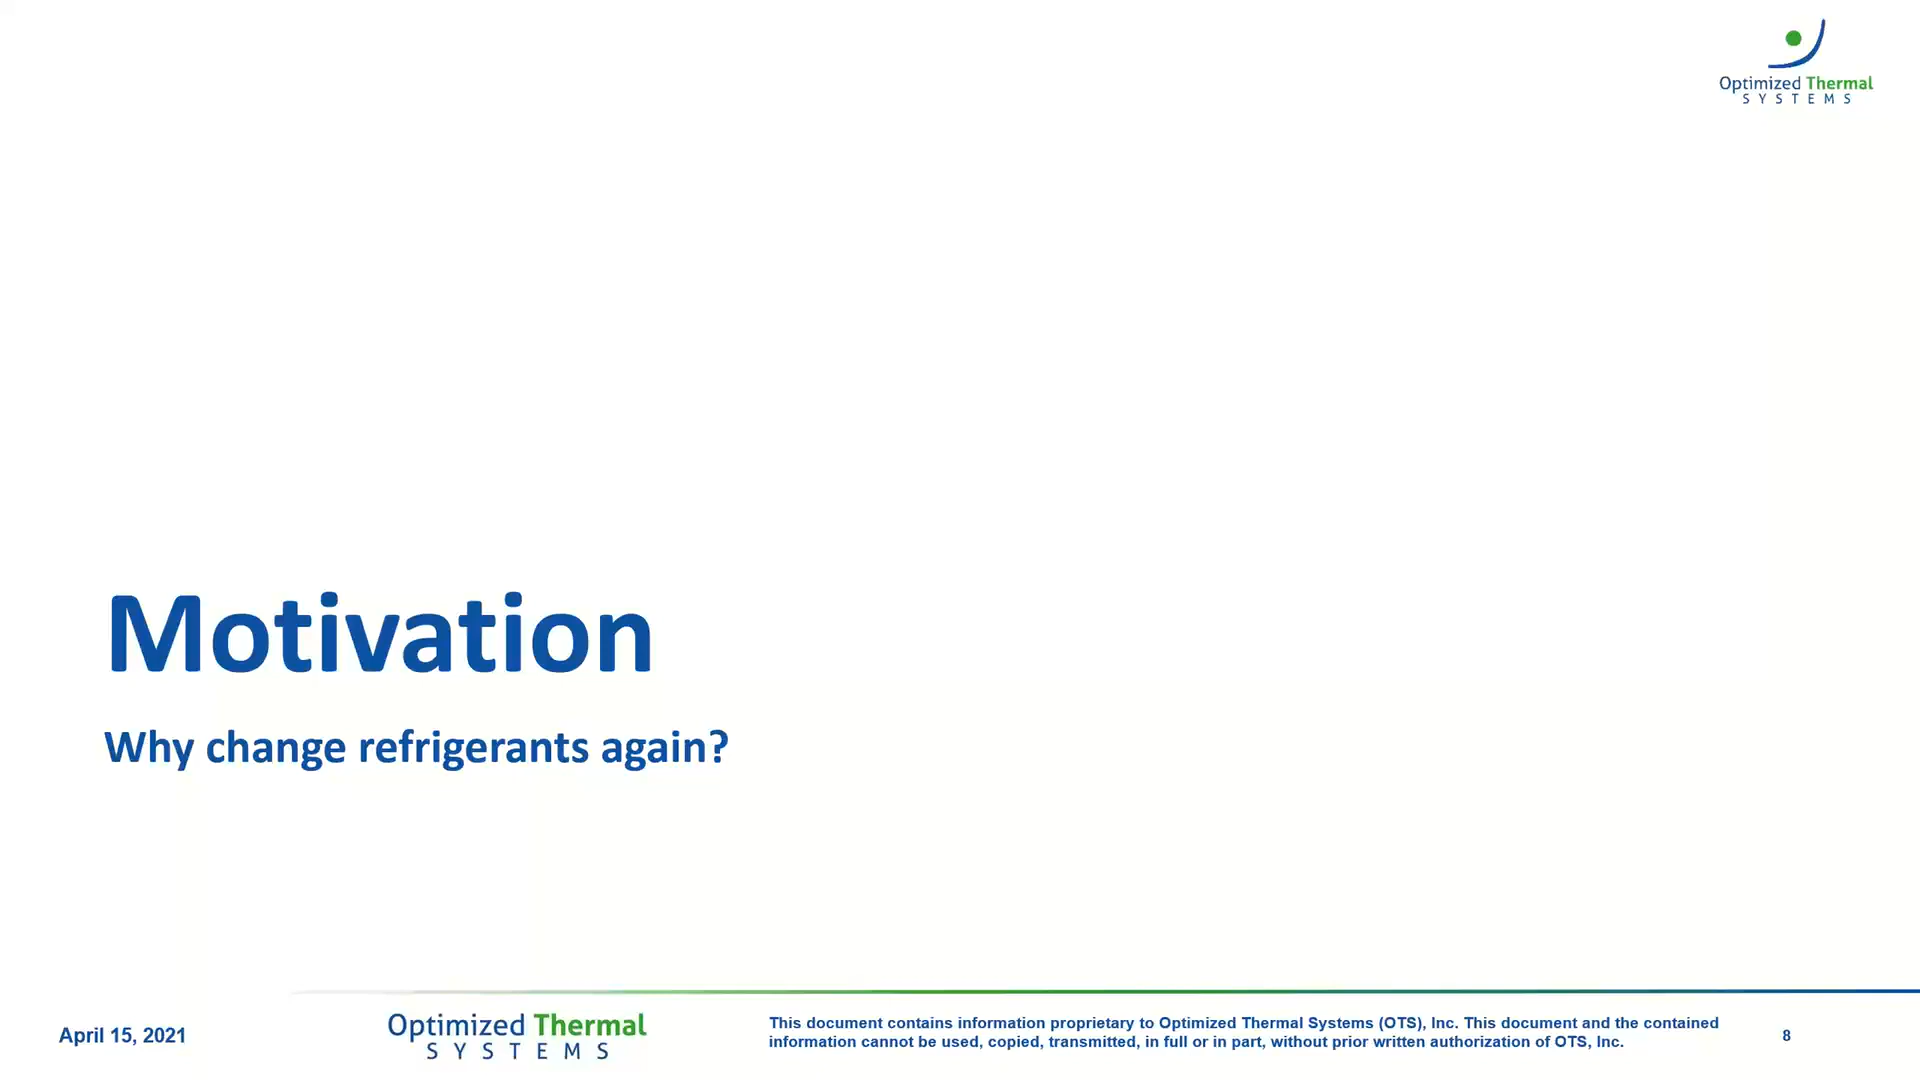 Optimized Thermal
SYSTEMS
Motivation
Why change refrigerants again?
April 15, 2021
Optimized Thermal
SYSTEMS
This document contains information proprietary to Optimized Thermal Systems (OTS), Inc. This document and the contained
information cannot be used, copied, transmitted, in full or in part, without prior written authorization of OTS, Inc.
8